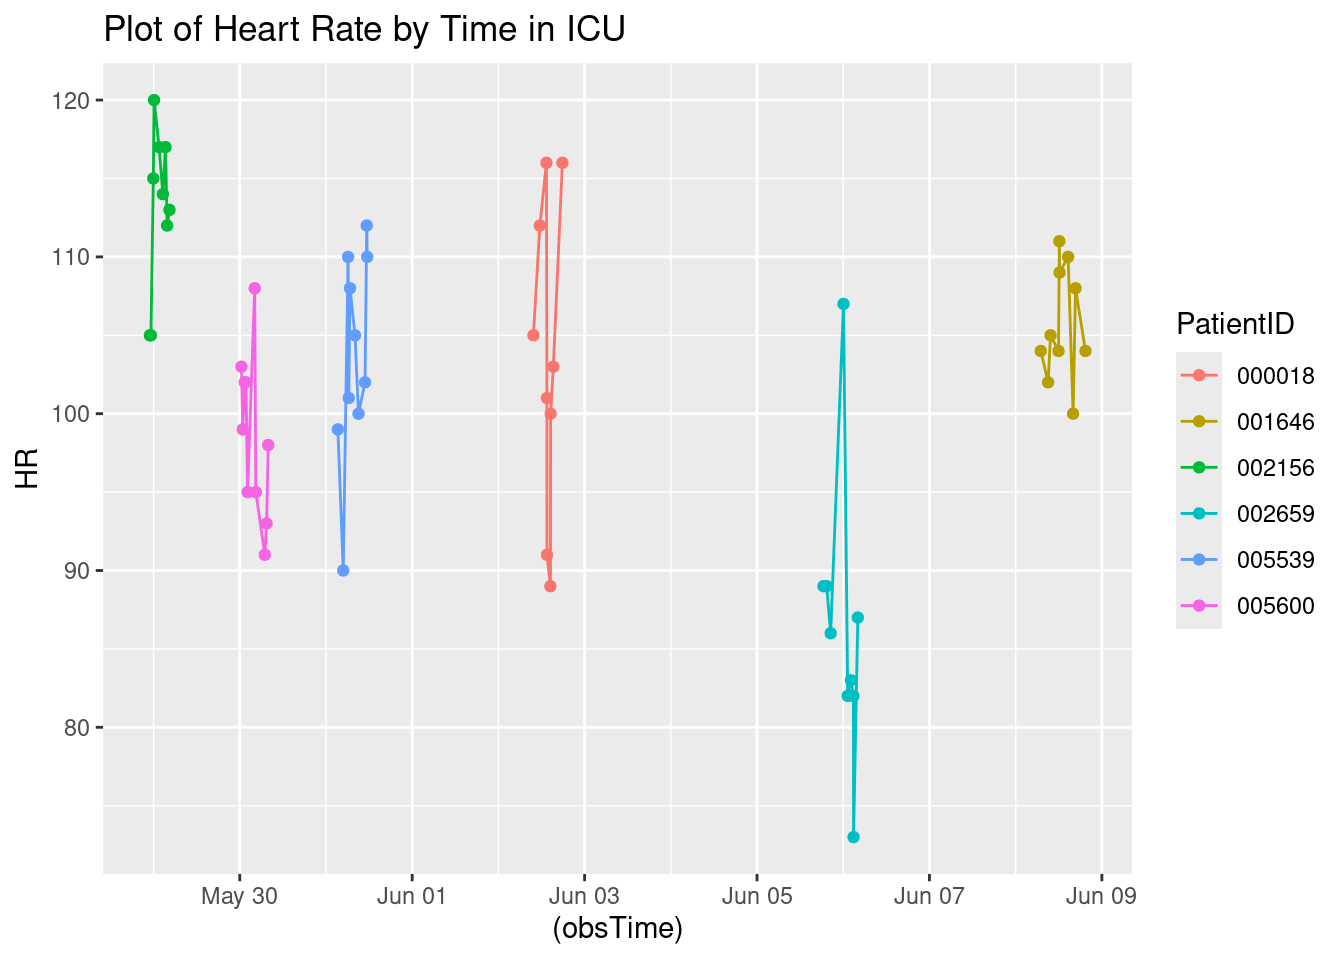 Plot of Heart Rate by Time in ICU
120
110
100
90
80
HR
May 30
Jun 01
Jun 03
Jun 05
Jun 07
Jun 09
(obsTime)
PatientID
000018
001646
002156
002659
005539
005600